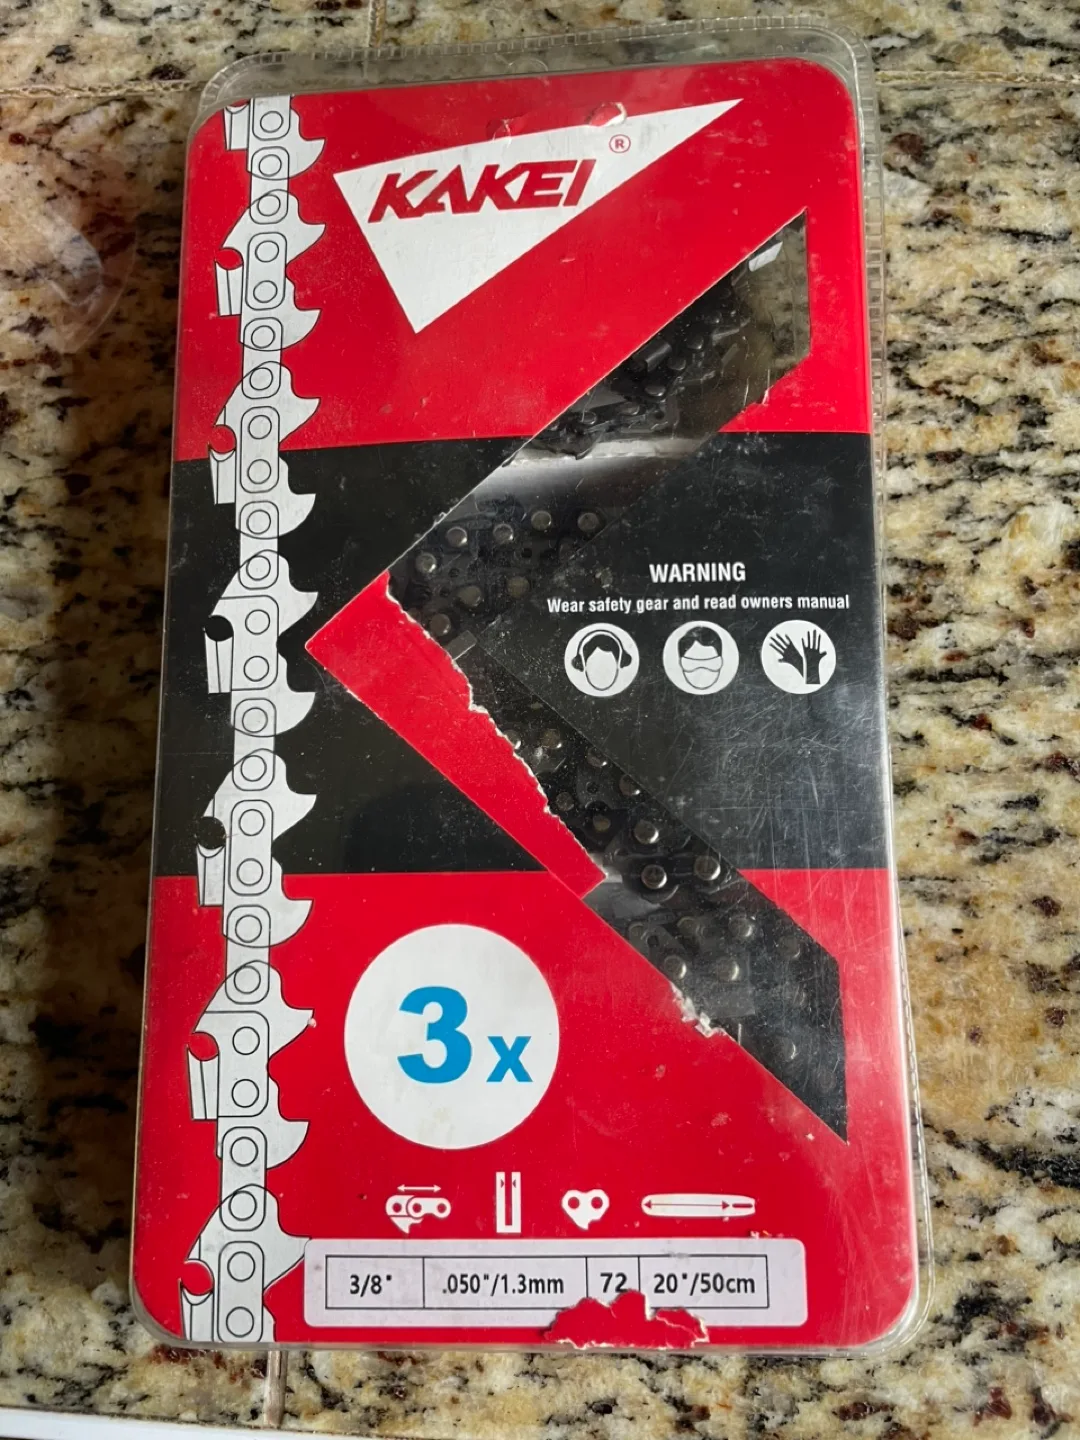 KAKEI ®
WARNING
Wear safety gear and read owners manual
3x
3/8" .050"/1.3mm 72 20"/50cm